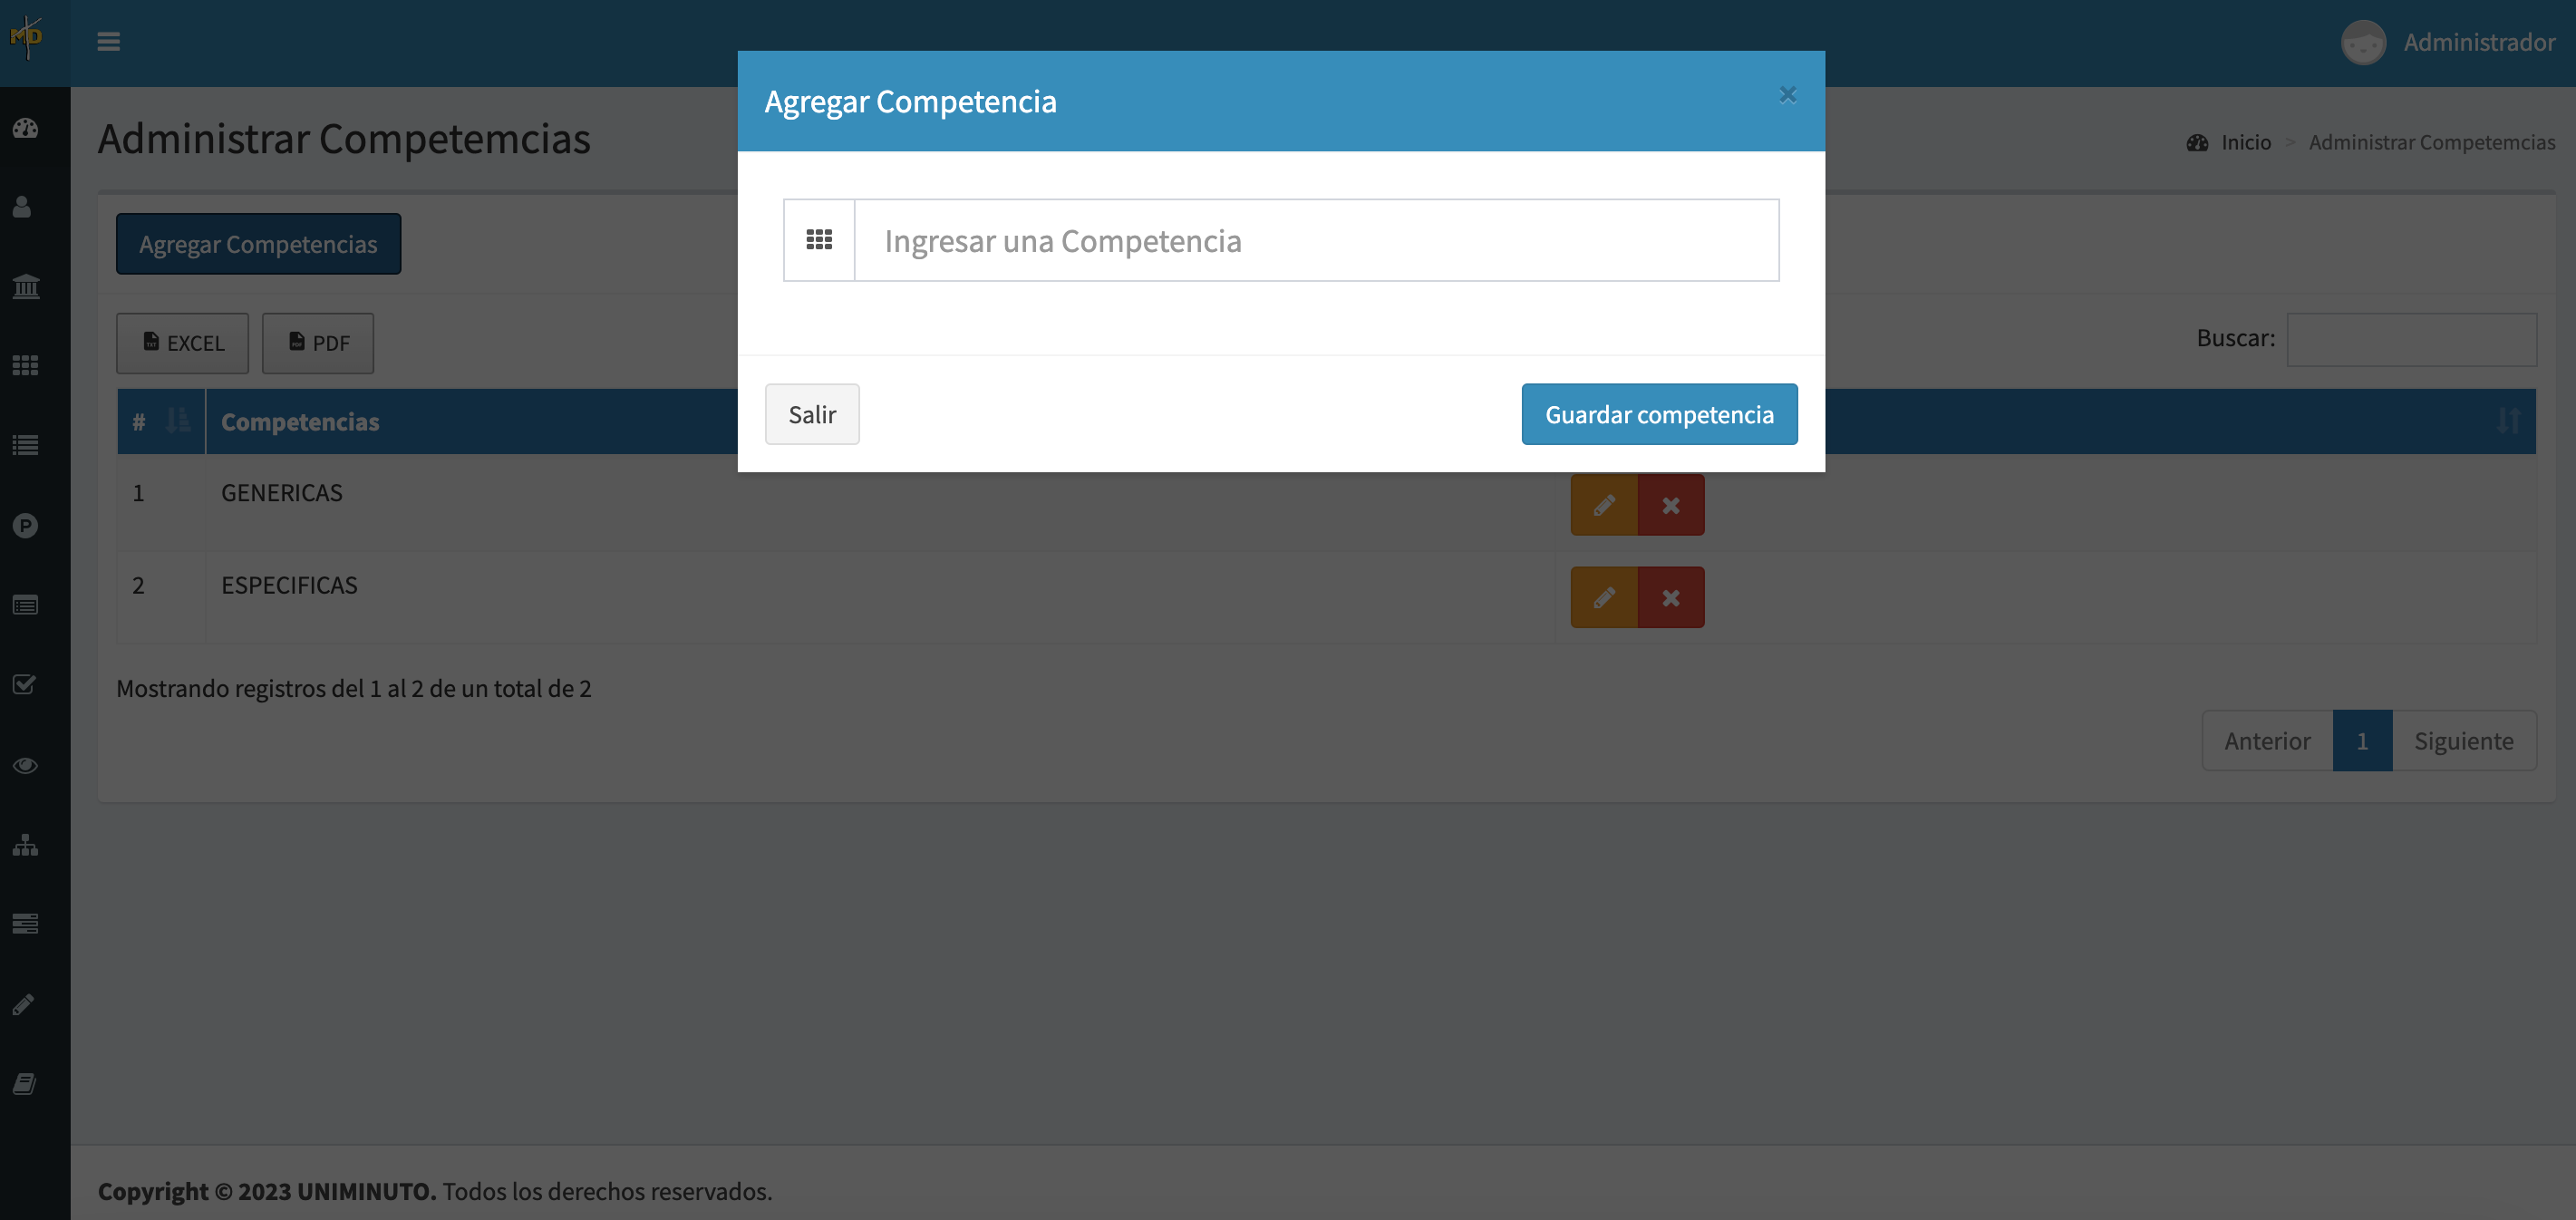 MD
Administrador
Agregar Competencia
×
Administrar Competemcias
Inicio > Administrar Competemcias
Agregar Competencias
Ingresar una Competencia
EXCEL PDF
Buscar:
Salir
Guardar competencia
# Competencias
1 GENERICAS
2 ESPECIFICAS
Mostrando registros del 1 al 2 de un total de 2
Anterior 1 Siguiente
Copyright © 2023 UNIMINUTO. Todos los derechos reservados.